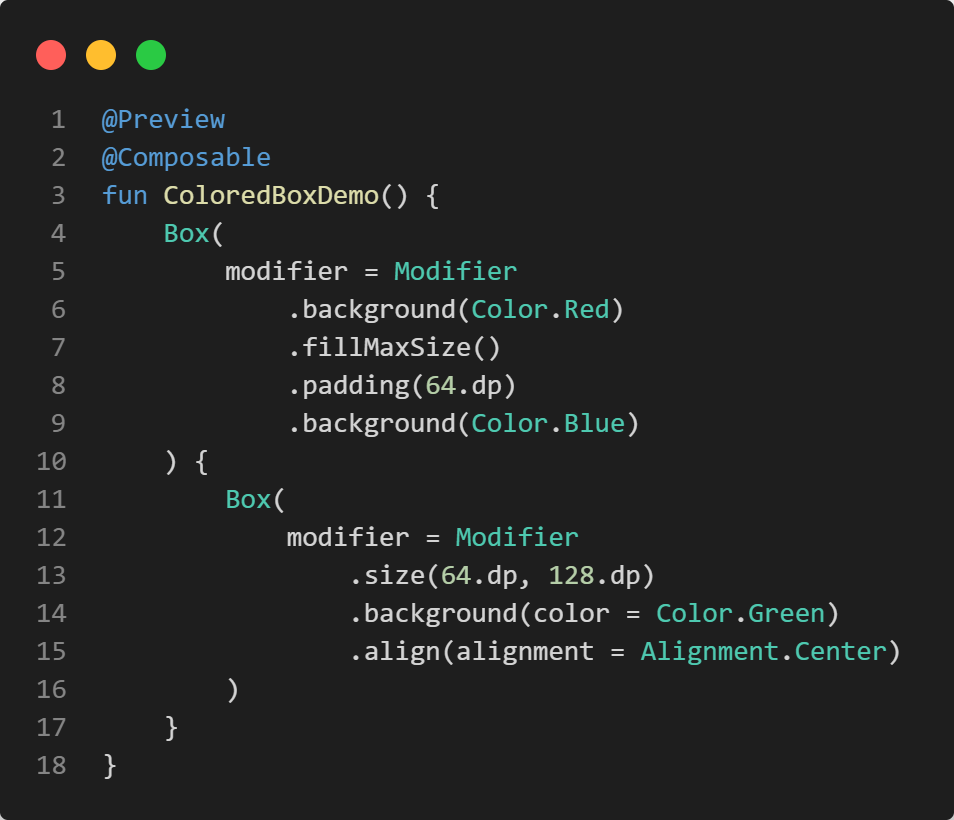 1 @Preview
2 @Composable
3 fun ColoredBoxDemo() {
4     Box(
5         modifier = Modifier
6             .background(Color.Red)
7             .fillMaxSize()
8             .padding(64.dp)
9             .background(Color.Blue)
10     ) {
11         Box(
12             modifier = Modifier
13                 .size(64.dp, 128.dp)
14                 .background(color = Color.Green)
15                 .align(alignment = Alignment.Center)
16         )
17     }
18 }